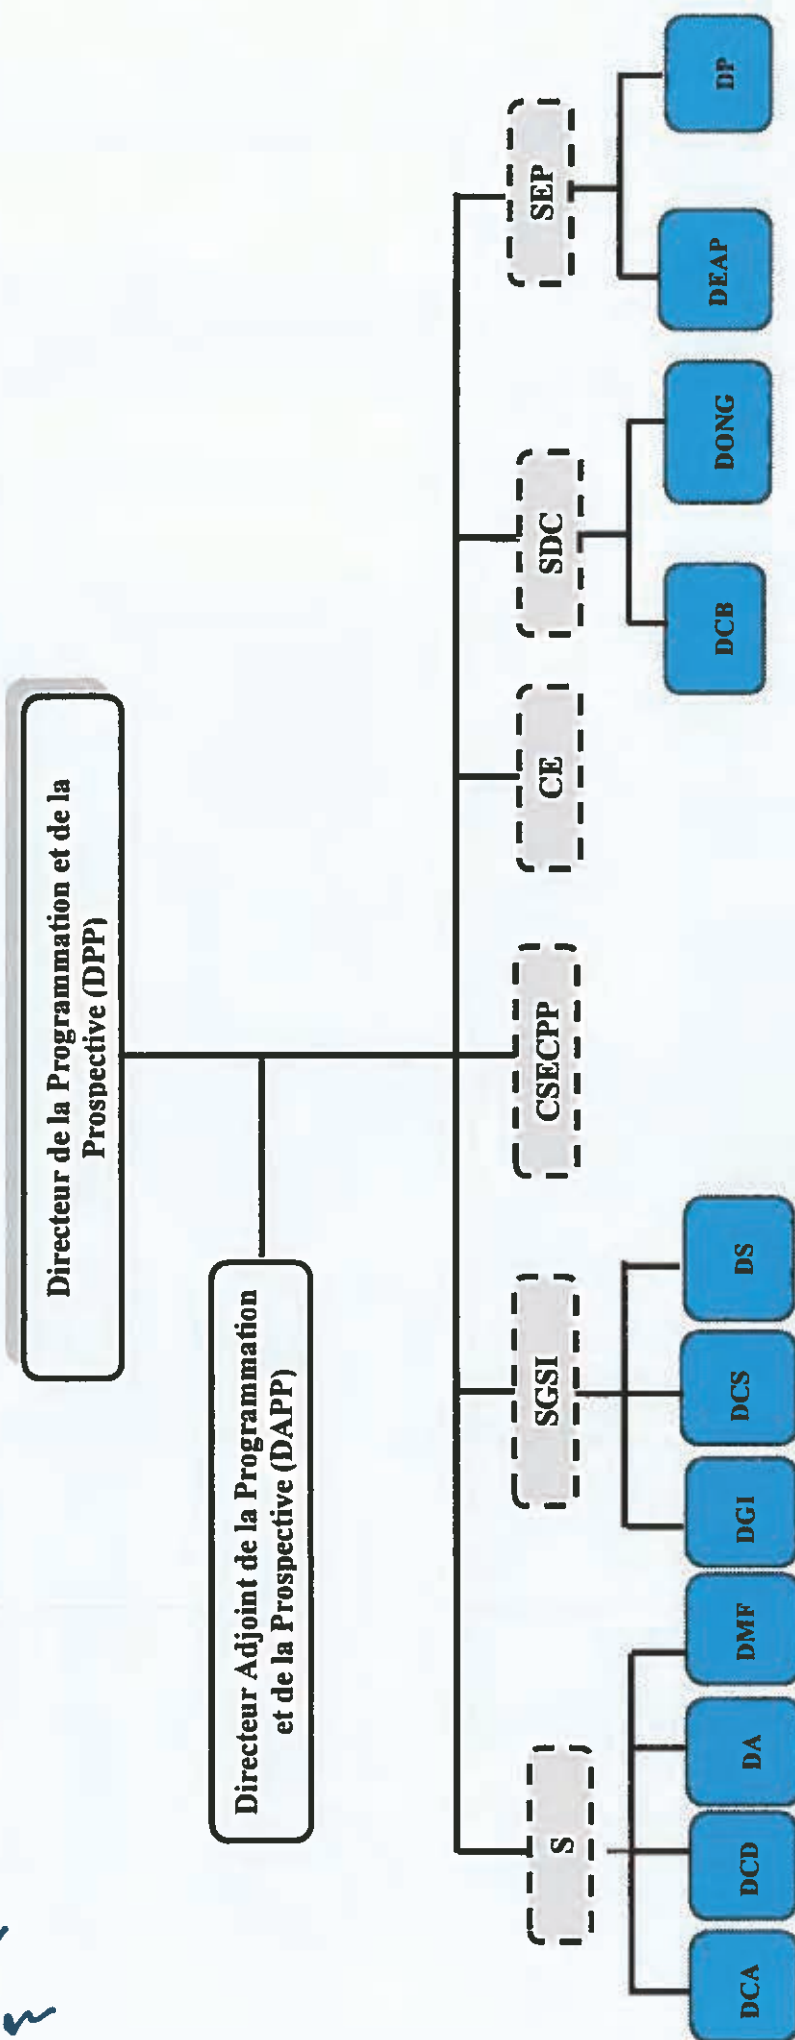 Directeur de la Programmation et de la
Prospective (DPP)
Directeur Adjoint de la Programmation
et de la Prospective (DAPP)
S
SGSI
CSECPP
CE
SDC
SEP
DCA
DCD
DA
DMF
DGI
DCS
DS
DCB
DONG
DEAP
DP